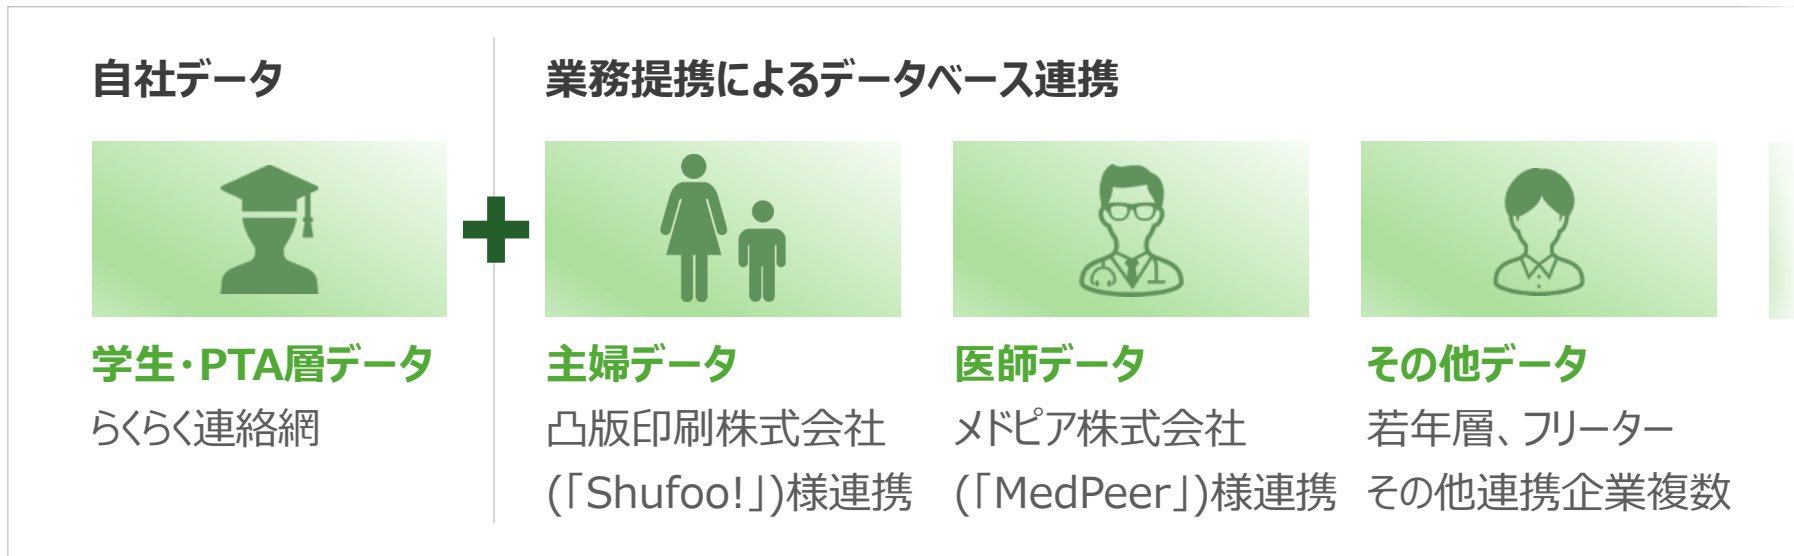 自社データ
業務提携によるデータベース連携
学生・PTA層データ
らくらく連絡網
主婦データ
凸版印刷株式会社
(「Shufoo!」)様連携
医師データ
メドピア株式会社
(「MedPeer」)様連携
その他データ
若年層、フリーター
その他連携企業複数